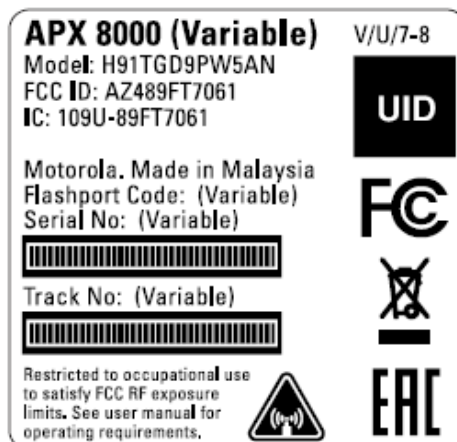 APX 8000 (Variable)
Model: H91TGD9PW5AN
FCC ID: AZ489FT7061
IC: 109U-89FT7061
Motorola. Made in Malaysia
Flashport Code: (Variable)
Serial No: (Variable)
Track No: (Variable)
Restricted to occupational use
to satisfy FCC RF exposure
limits. See user manual for
operating requirements.
V/U/7-8
UID
FC
EAC